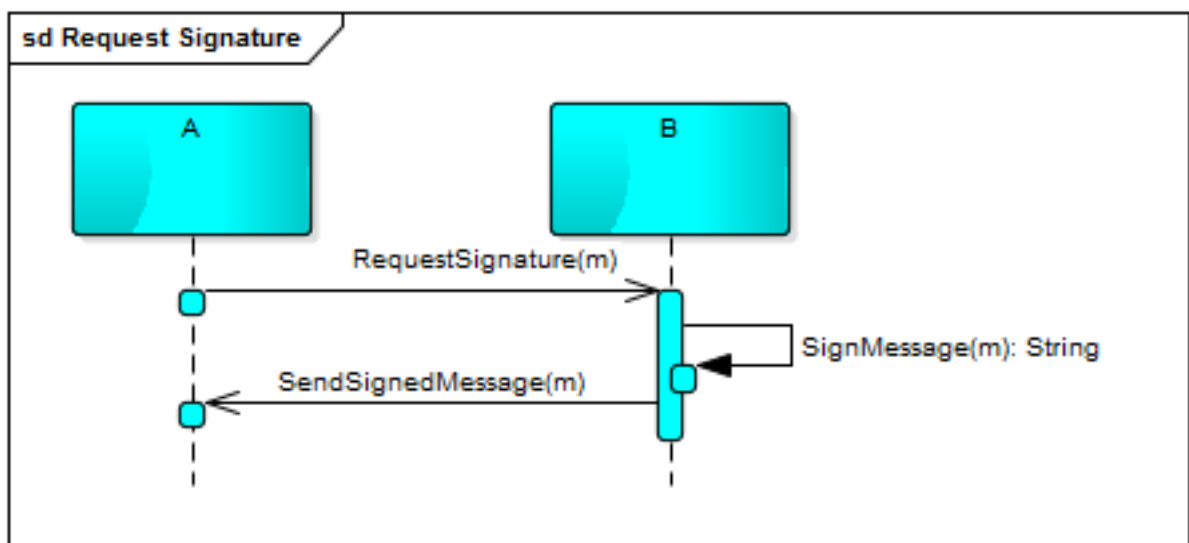 sd Request Signature
A
B
RequestSignature(m)
SignMessage(m): String
SendSignedMessage(m)